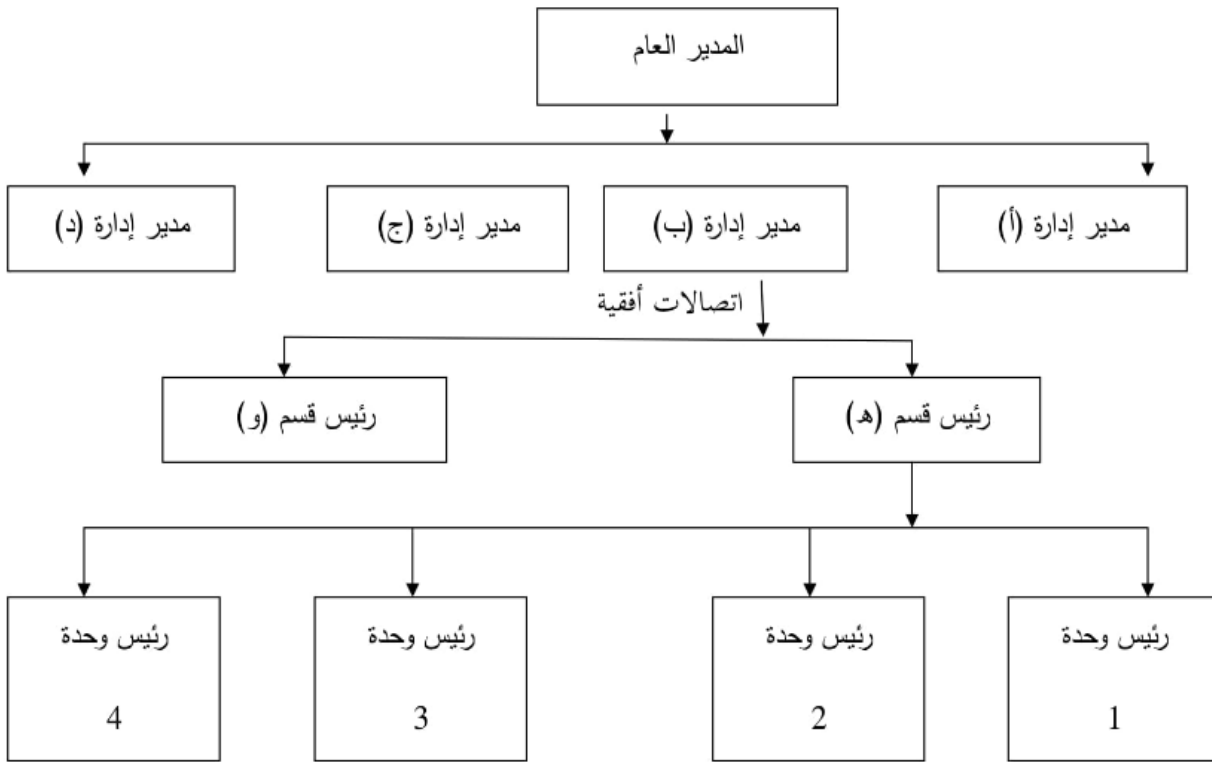 المدير العام
مدير إدارة (أ)
مدير إدارة (ب)
مدير إدارة (ج)
مدير إدارة (د)
اتصالات أفقية
رئيس قسم (ه)
رئيس قسم (و)
رئيس وحدة
1
رئيس وحدة
2
رئيس وحدة
3
رئيس وحدة
4